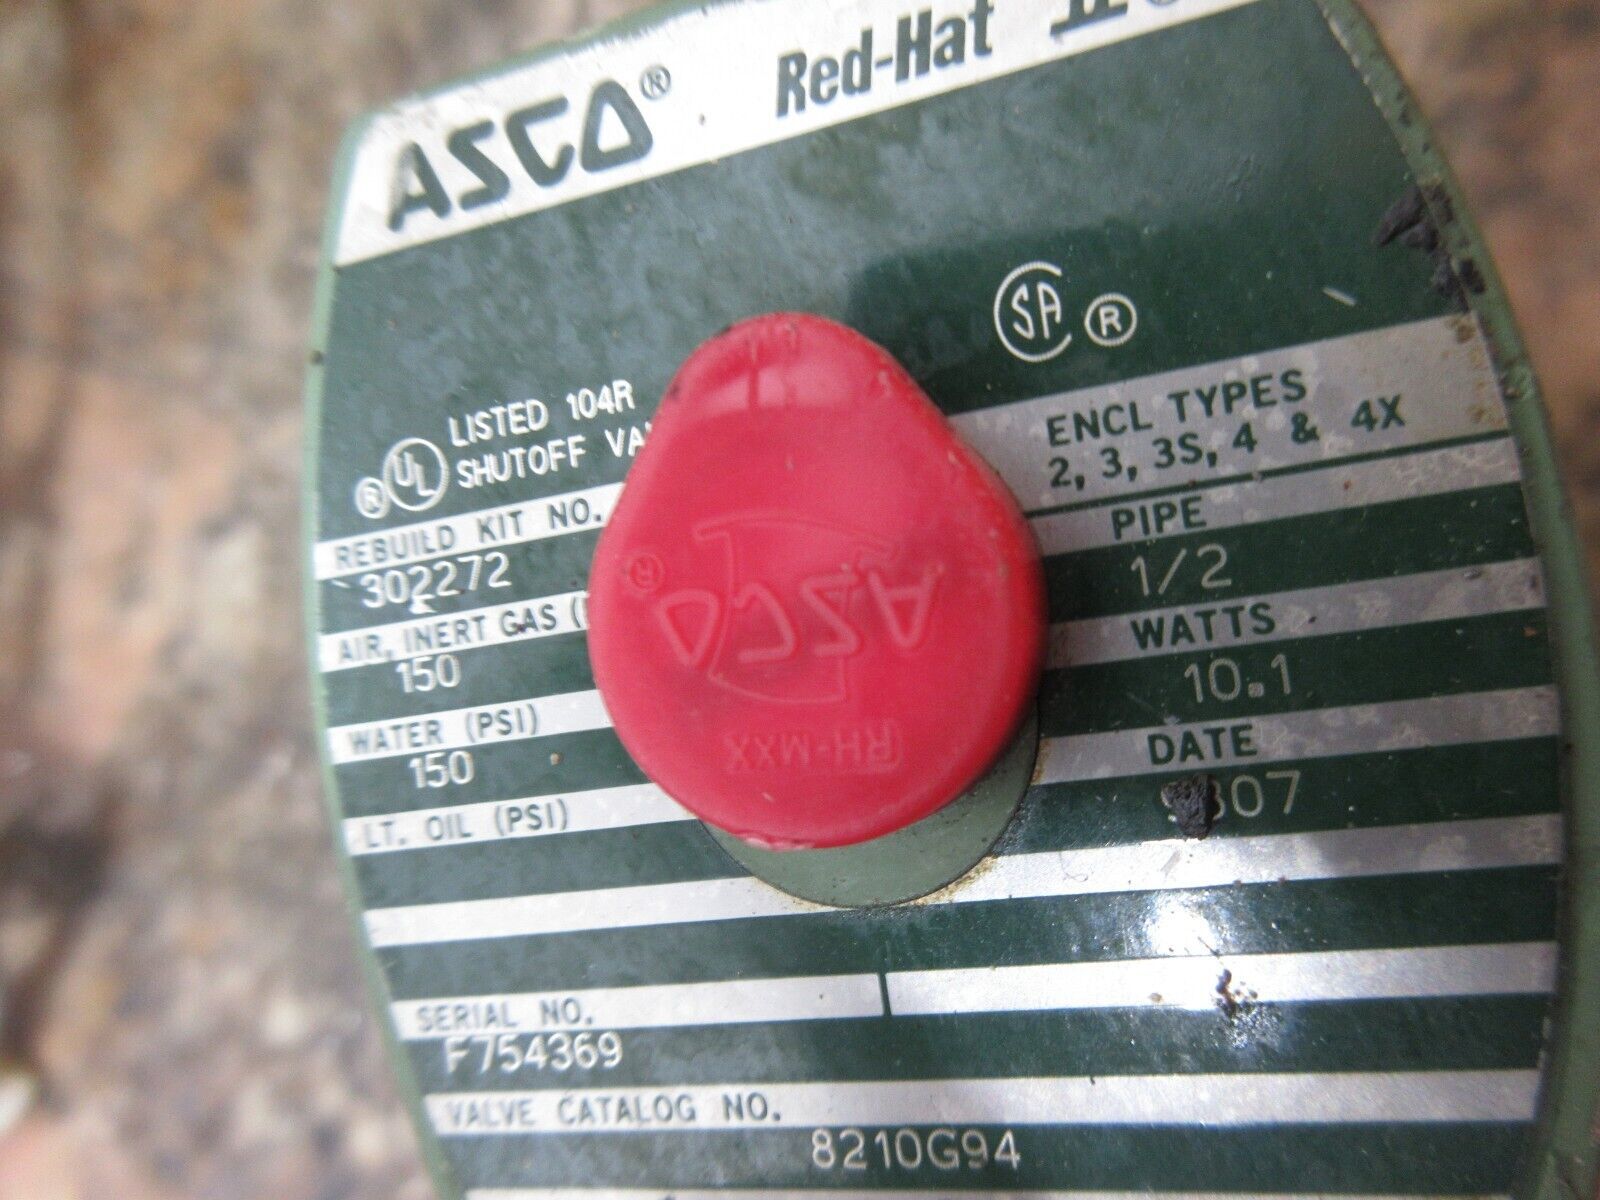 ASCO® Red-Hat II®
SA ®
® UL LISTED 104R
SHUTOFF
ENCL TYPES
2, 3, 3S, 4 & 4X
REBUILD KIT NO.
302272
PIPE
1/2
AIR, INERT GAS
150
WATTS
10.1
WATER (PSI)
150
DATE
LT. OIL (PSI)
ASCO®
RH-MXX
SERIAL NO.
F754369
VALVE CATALOG NO.
8210G94